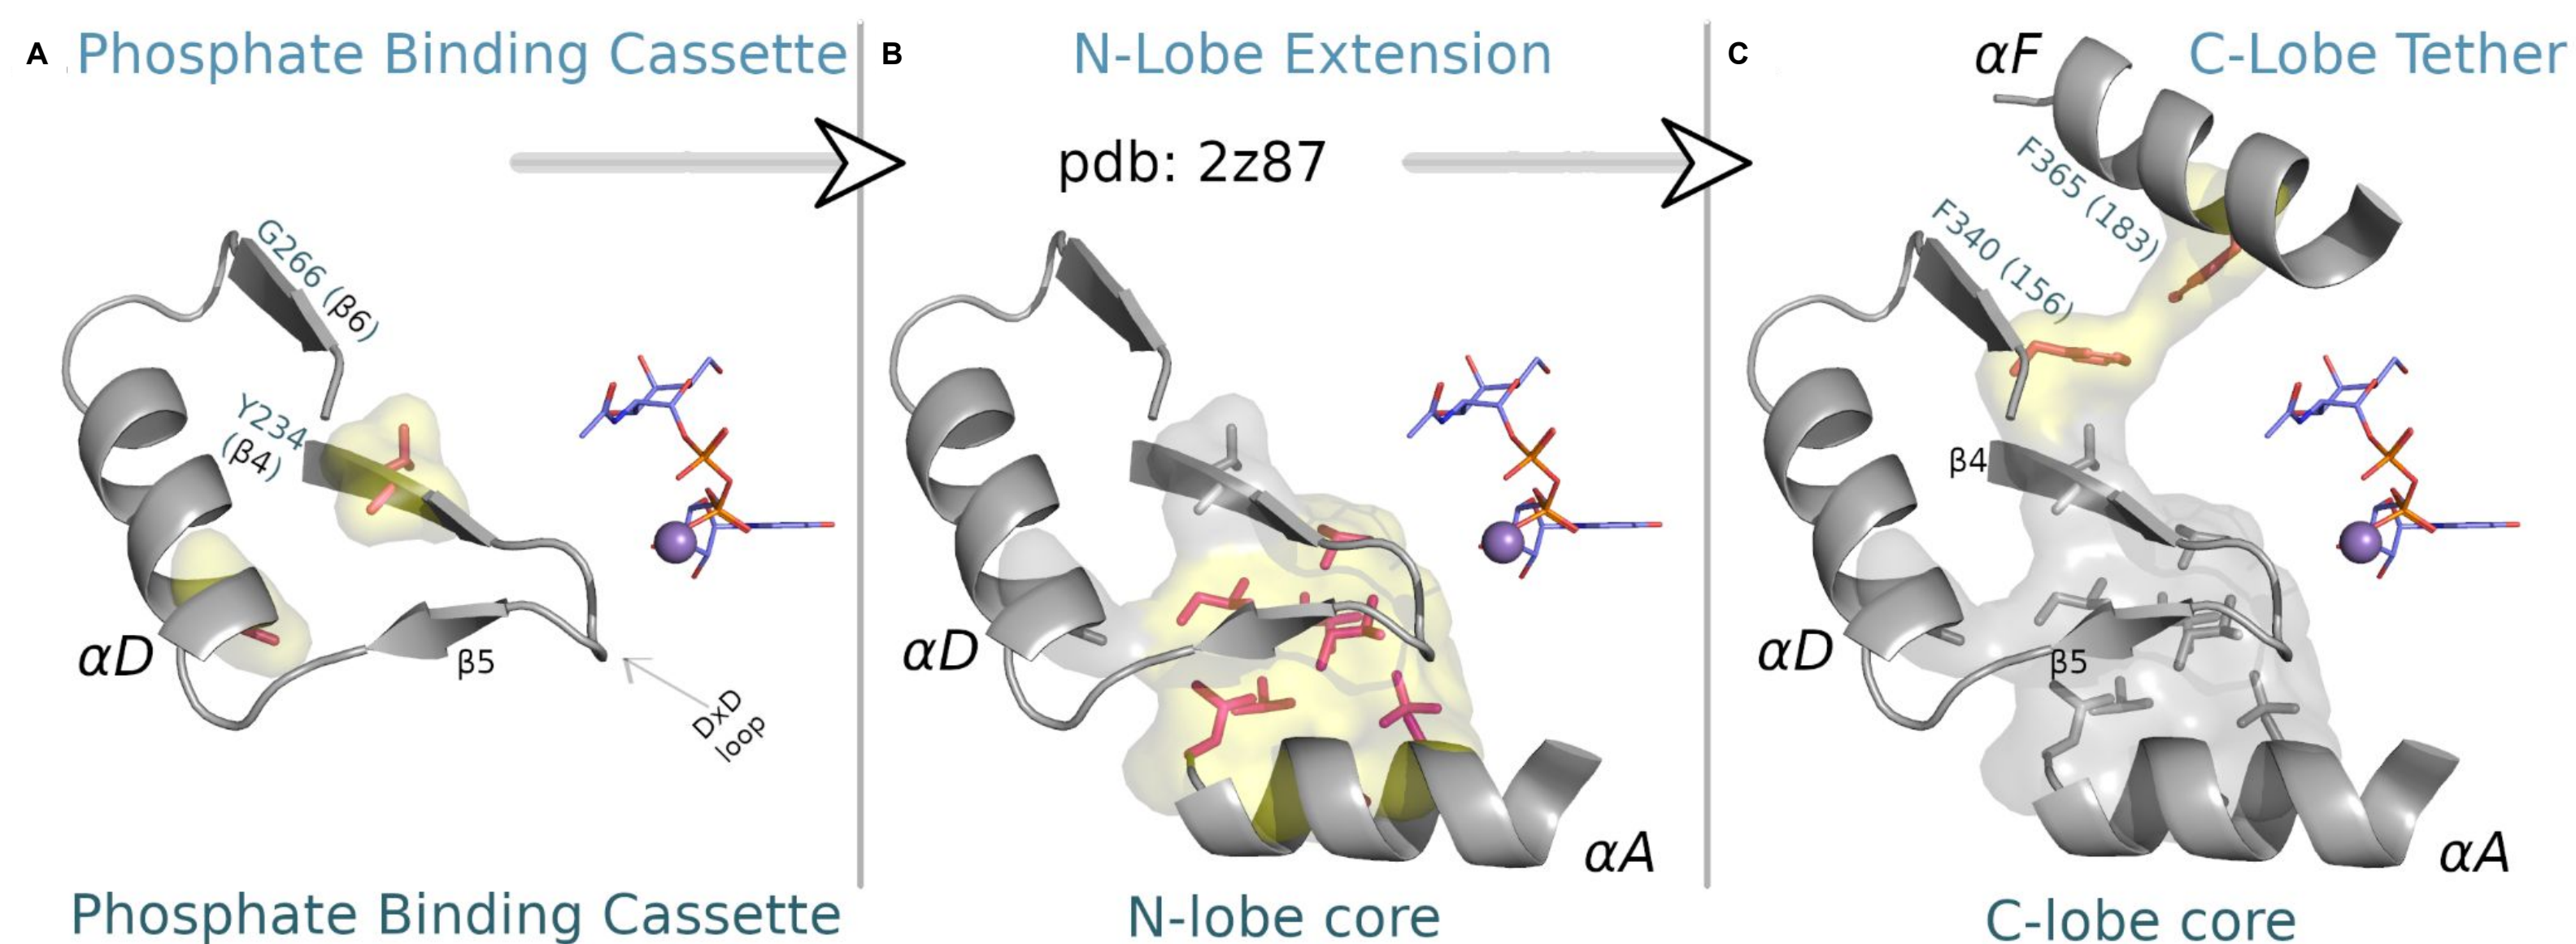 A
Phosphate Binding Cassette
G266 (β6)
Y234
(β4)
αD
β5
DxD
loop
Phosphate Binding Cassette
B
N-Lobe Extension
pdb: 2z87
αD
αA
N-lobe core
C
αF
C-Lobe Tether
F365 (183)
F340 (156)
β4
αD
β5
αA
C-lobe core